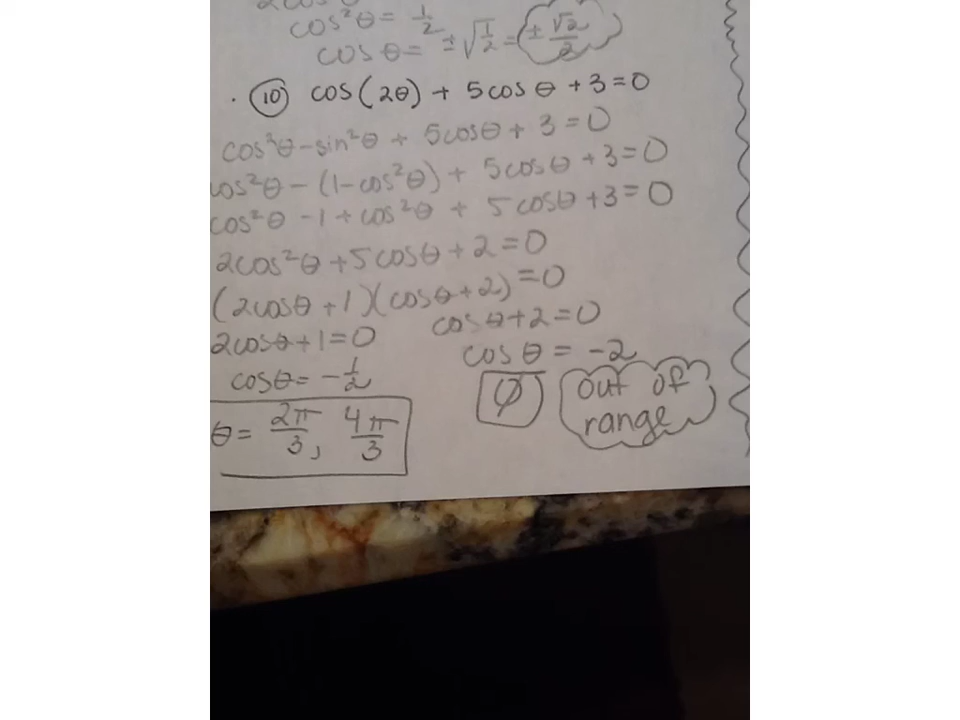 cos²θ = 1/2
cos θ = ±√1/2 = ±√2/2
10 cos(2θ) + 5cos θ + 3 = 0
cos²θ - sin²θ + 5cosθ + 3 = 0
cos²θ - (1-cos²θ) + 5cosθ + 3 = 0
cos²θ - 1 + cos²θ + 5cosθ + 3 = 0
2cos²θ + 5cosθ + 2 = 0
(2cosθ + 1)(cosθ + 2) = 0
2cosθ + 1 = 0 cosθ + 2 = 0
cosθ = -1/2 cos θ = -2
θ = 2π/3, 4π/3 ∅ out of
range